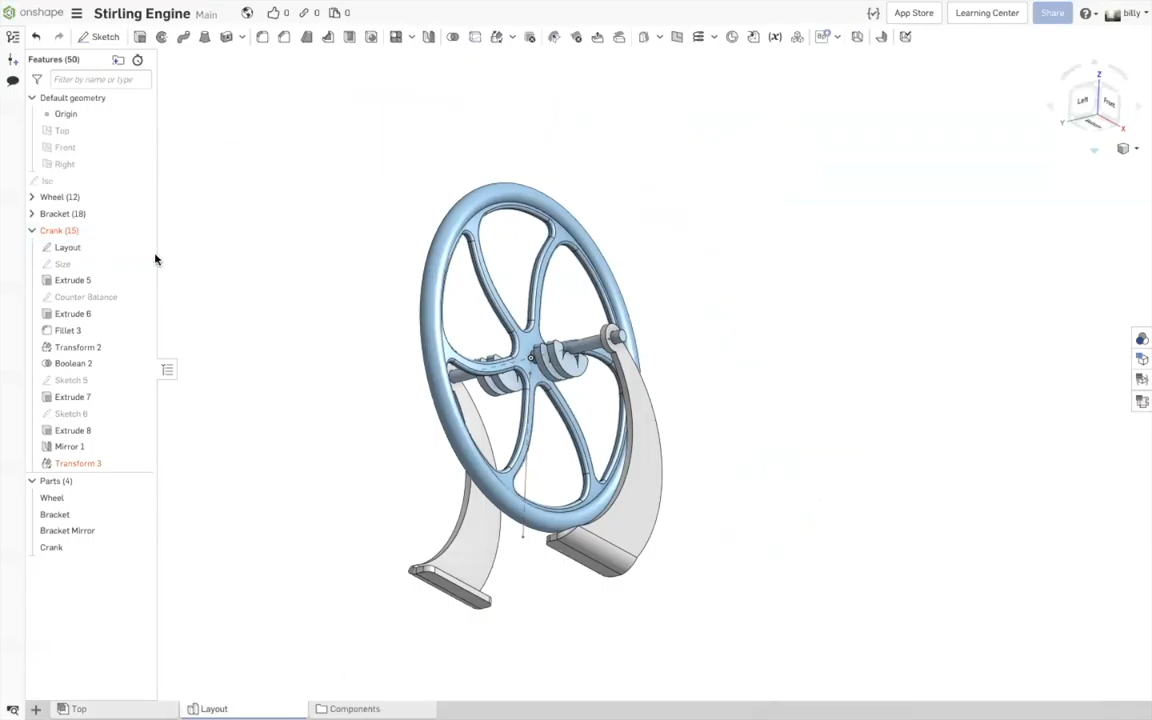 onshape Stirling Engine Main 0 0 0 App Store Learning Center Share billy
Sketch
Features (50)
Filter by name or type
Default geometry
Origin
Top
Front
Right
Iso
Wheel (12)
Bracket (18)
Crank (15)
Layout
Size
Extrude 5
Counter Balance
Extrude 6
Fillet 3
Transform 2
Boolean 2
Sketch 5
Extrude 7
Sketch 6
Extrude 8
Mirror 1
Transform 3
Parts (4)
Wheel
Bracket
Bracket Mirror
Crank
Z
Left Front
Bottom
Y X
Top Layout Components